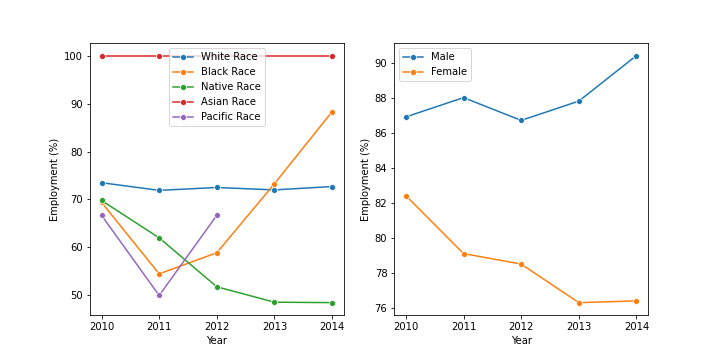 Employment (%)
100
90
80
70
60
50
White Race
Black Race
Native Race
Asian Race
Pacific Race
2010 2011 2012 2013 2014
Year
Employment (%)
90
88
86
84
82
80
78
76
Male
Female
2010 2011 2012 2013 2014
Year